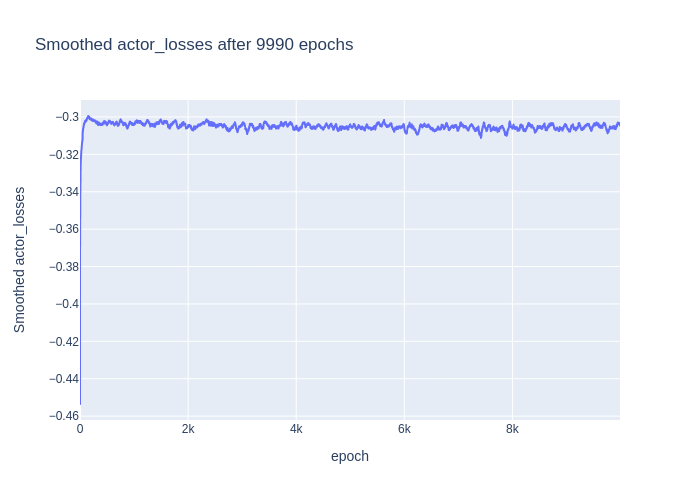 Smoothed actor_losses after 9990 epochs
−0.3
−0.32
−0.34
−0.36
−0.38
−0.4
−0.42
−0.44
−0.46
Smoothed actor_losses
0 2k 4k 6k 8k
epoch